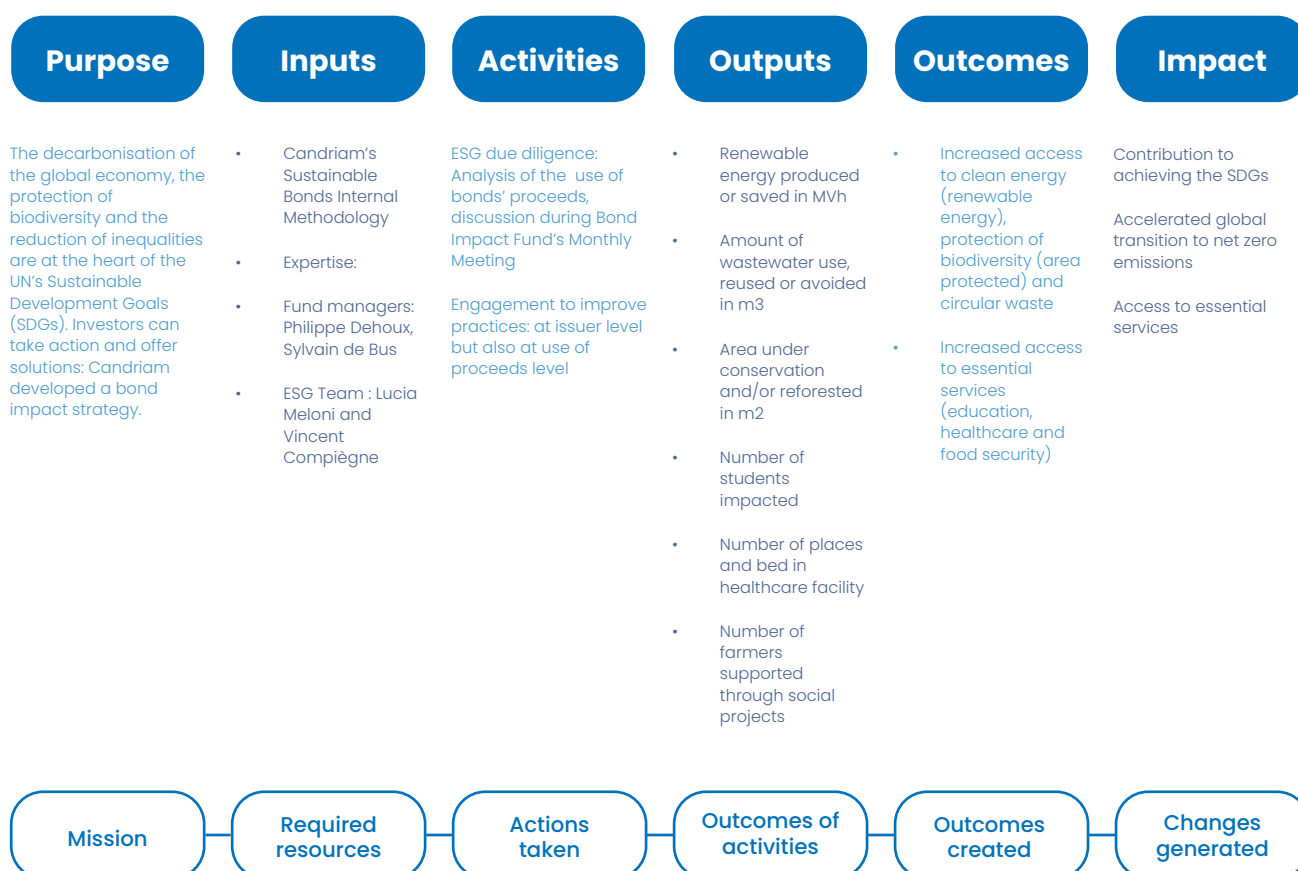 Purpose
Inputs
Activities
Outputs
Outcomes
Impact
The decarbonisation of
the global economy, the
protection of
biodiversity and the
reduction of inequalities
are at the heart of the
UN's Sustainable
Development Goals
(SDGs). Investors can
take action and offer
solutions: Candriam
developed a bond
impact strategy.
• Candriam's
Sustainable
Bonds Internal
Methodology
• Expertise:
• Fund managers:
Philippe Dehoux,
Sylvain de Bus
• ESG Team : Lucia
Meloni and
Vincent
Compiègne
ESG due diligence:
Analysis of the use of
bonds' proceeds,
discussion during Bond
Impact Fund's Monthly
Meeting
Engagement to improve
practices: at issuer level
but also at use of
proceeds level
• Renewable
energy produced
or saved in MVh
• Amount of
wastewater use,
reused or avoided
in m3
• Area under
conservation
and/or reforested
in m2
• Number of
students
impacted
• Number of places
and bed in
healthcare facility
• Number of
farmers
supported
through social
projects
• Increased access
to clean energy
(renewable
energy),
protection of
biodiversity (area
protected) and
circular waste
• Increased access
to essential
services
(education,
healthcare and
food security)
Contribution to
achieving the SDGs
Accelerated global
transition to net zero
emissions
Access to essential
services
Mission
Required
resources
Actions
taken
Outcomes of
activities
Outcomes
created
Changes
generated